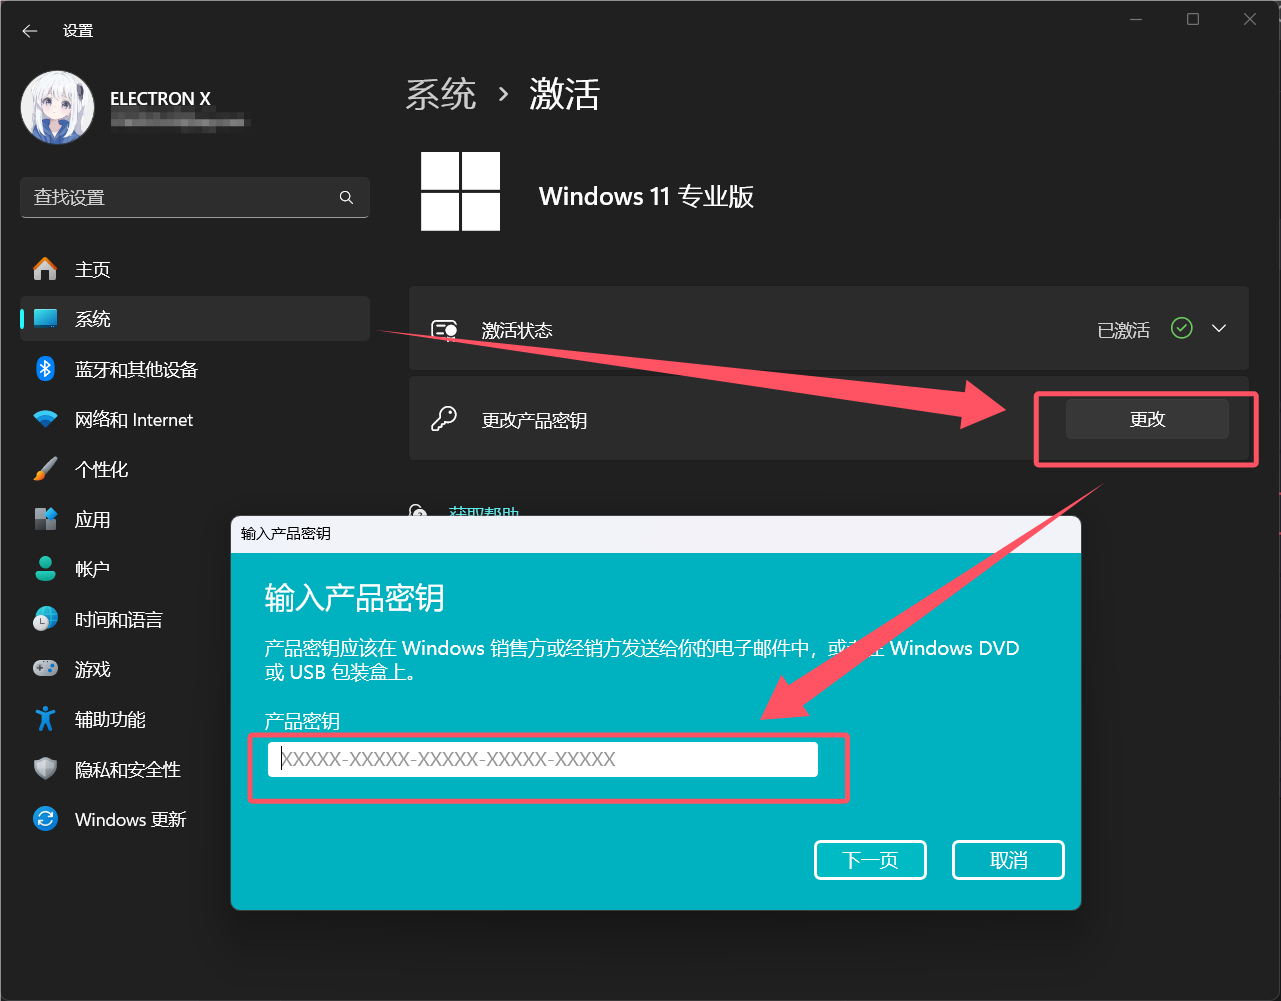 设置
ELECTRON X
查找设置
主页
系统
蓝牙和其他设备
网络和 Internet
个性化
应用
帐户
时间和语言
游戏
辅助功能
隐私和安全性
Windows 更新
系统 › 激活
Windows 11 专业版
激活状态
已激活
更改产品密钥
更改
获取帮助
输入产品密钥
输入产品密钥
产品密钥应该在 Windows 销售方或经销方发送给你的电子邮件中，或者在 Windows DVD
或 USB 包装盒上。
产品密钥
XXXXX-XXXXX-XXXXX-XXXXX-XXXXX
下一页
取消